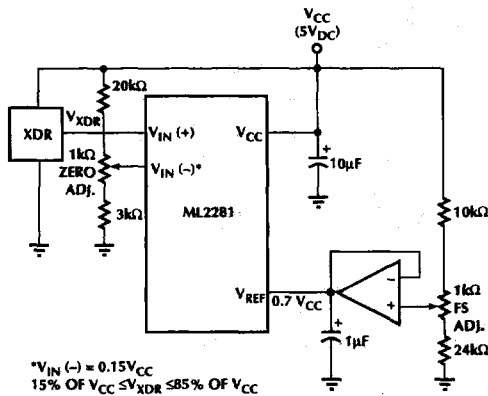 VCC
(5VDC)
20kΩ
VXDR
XDR
VIN (+)
VCC
1kΩ
ZERO
ADJ.
VIN (–)*
+
10µF
10kΩ
3kΩ
ML2281
VREF
0.7 VCC
–
+
1kΩ
FS
ADJ.
+
1µF
24kΩ
*VIN (–) = 0.15VCC
15% OF VCC ≤VXDR ≤85% OF VCC